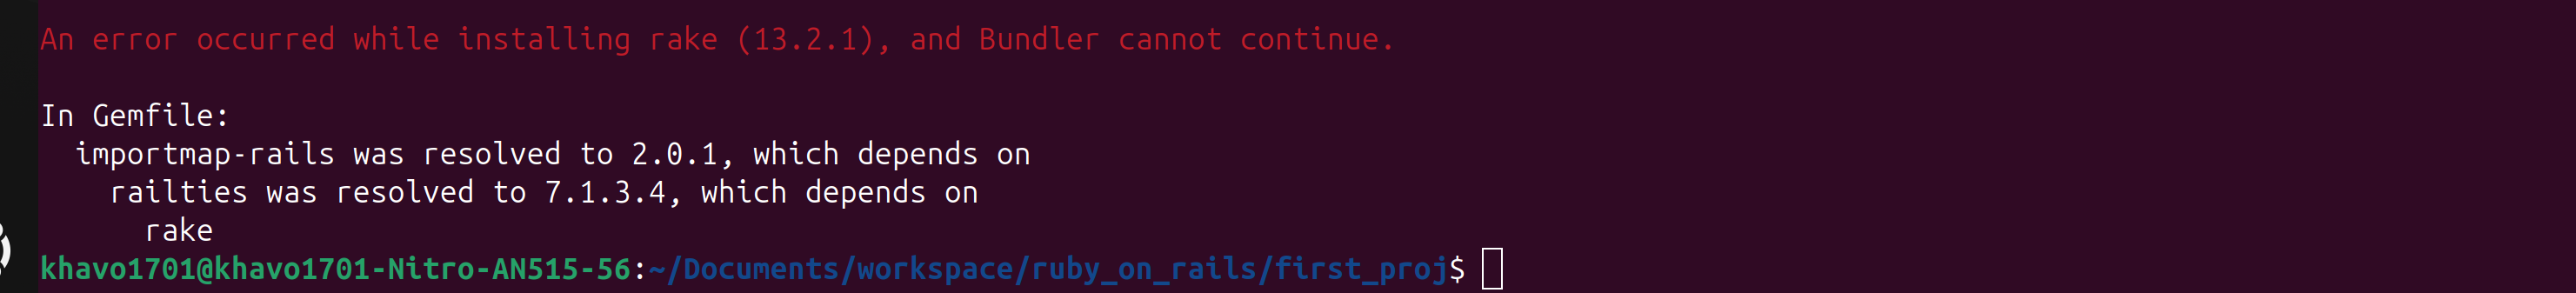 An error occurred while installing rake (13.2.1), and Bundler cannot continue.
In Gemfile:
importmap-rails was resolved to 2.0.1, which depends on
railties was resolved to 7.1.3.4, which depends on
rake
khavo1701@khavo1701-Nitro-AN515-56:~/Documents/workspace/ruby_on_rails/first_proj$